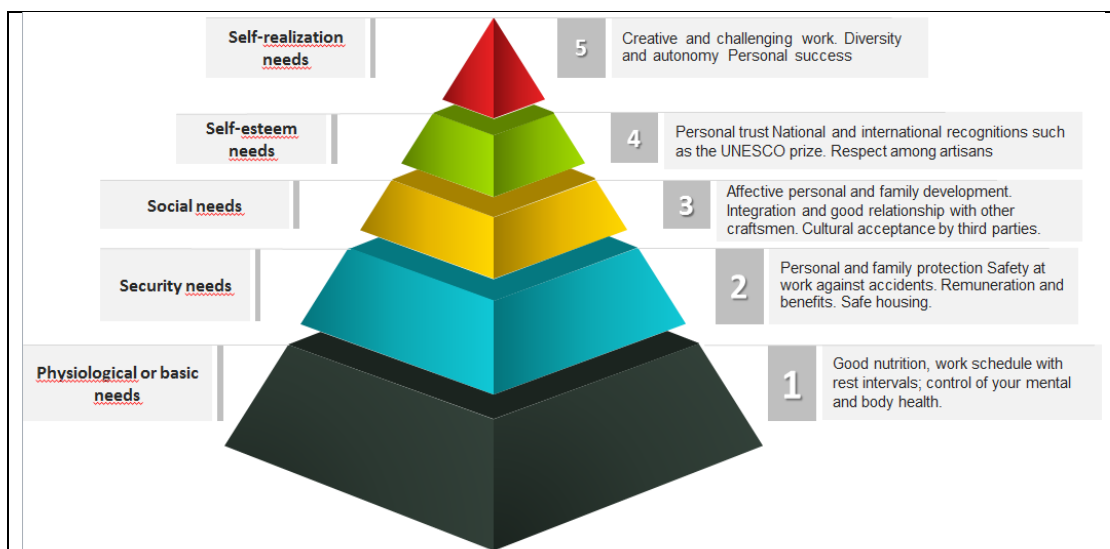 Self-realization
needs
5
Creative and challenging work. Diversity
and autonomy Personal success
Self-esteem
needs
4
Personal trust National and international recognitions such
as the UNESCO prize. Respect among artisans
Social needs
3
Affective personal and family development.
Integration and good relationship with other
craftsmen. Cultural acceptance by third parties.
Security needs
2
Personal and family protection Safety at
work against accidents. Remuneration and
benefits. Safe housing.
Physiological or basic
needs
1
Good nutrition, work schedule with
rest intervals; control of your mental
and body health.